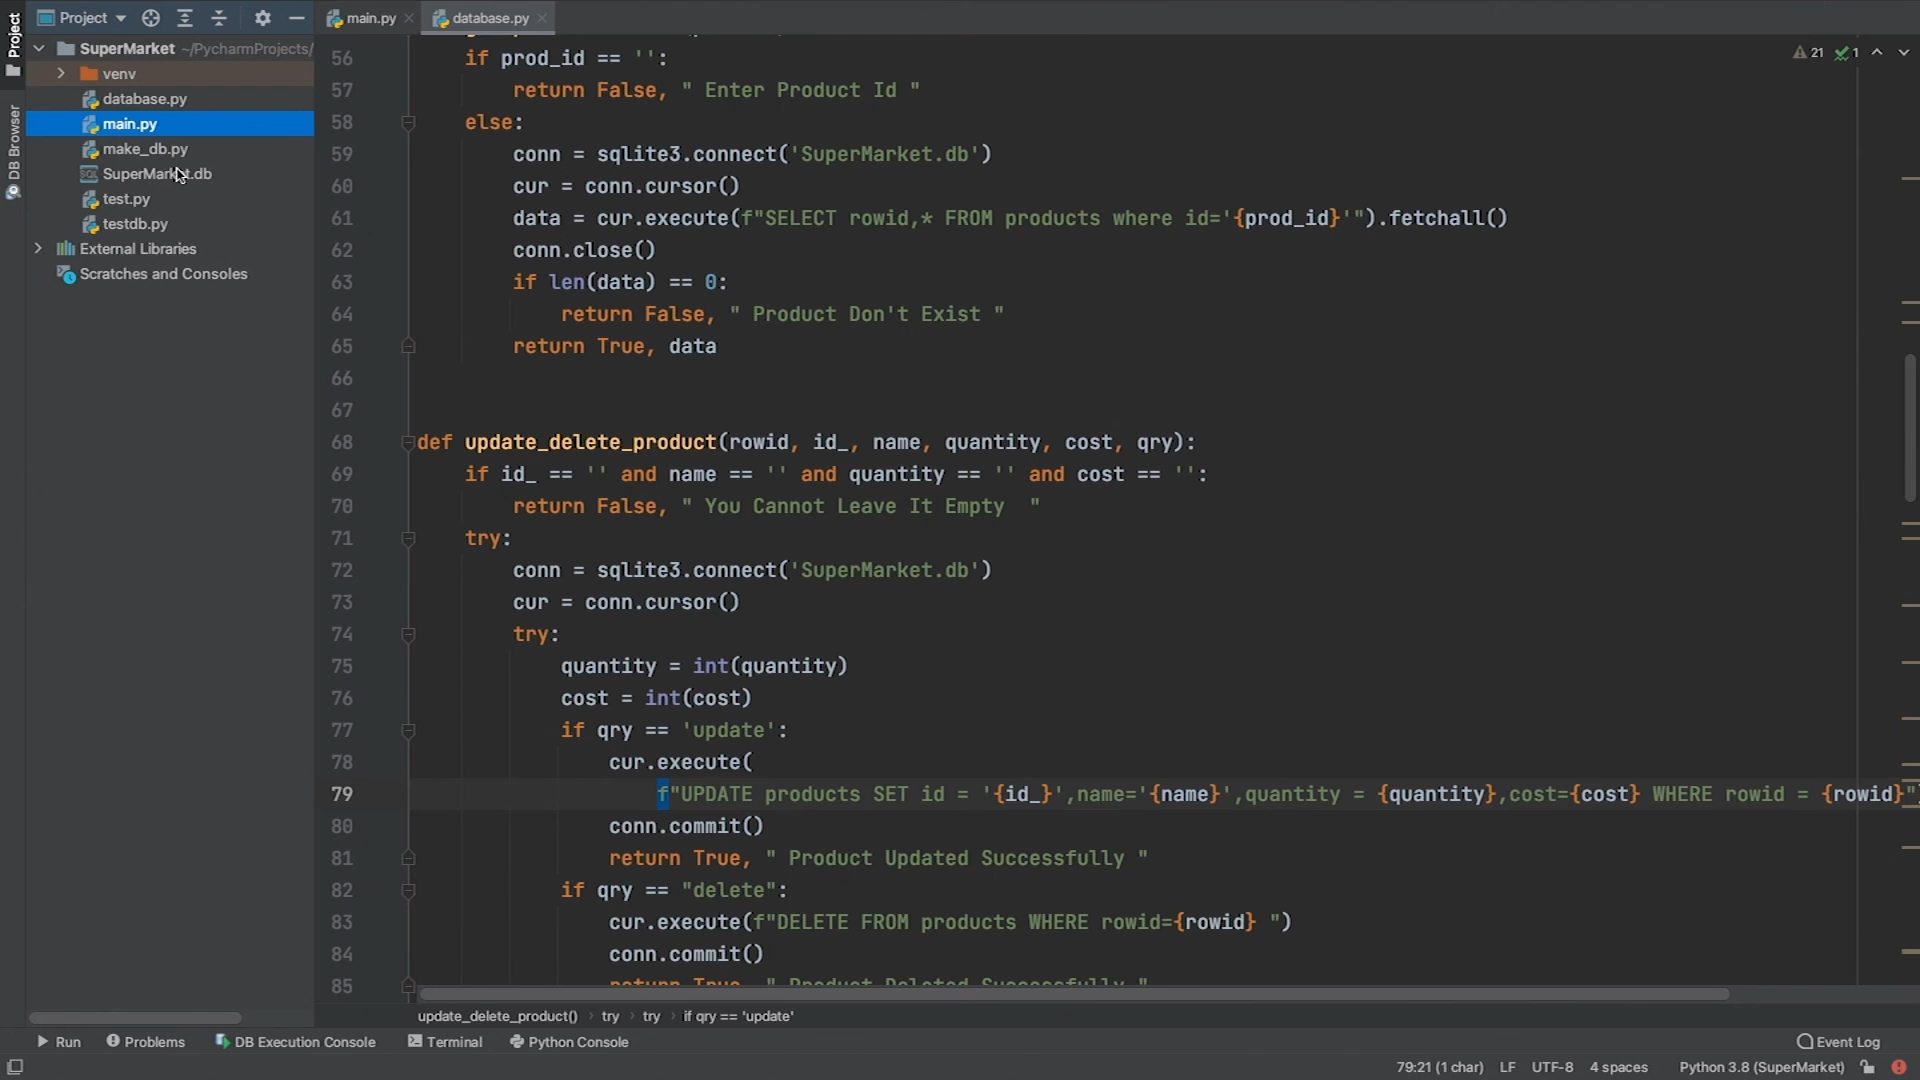 Project
main.py
database.py
Project
DB Browser
SuperMarket ~/PycharmProjects/
venv
database.py
main.py
make_db.py
SuperMarket.db
test.py
testdb.py
External Libraries
Scratches and Consoles
21 1
56 if prod_id == '':
57 return False, " Enter Product Id "
58 else:
59 conn = sqlite3.connect('SuperMarket.db')
60 cur = conn.cursor()
61 data = cur.execute(f"SELECT rowid,* FROM products where id='{prod_id}'").fetchall()
62 conn.close()
63 if len(data) == 0:
64 return False, " Product Don't Exist "
65 return True, data
66
67
68 def update_delete_product(rowid, id_, name, quantity, cost, qry):
69 if id_ == '' and name == '' and quantity == '' and cost == '':
70 return False, " You Cannot Leave It Empty  "
71 try:
72 conn = sqlite3.connect('SuperMarket.db')
73 cur = conn.cursor()
74 try:
75 quantity = int(quantity)
76 cost = int(cost)
77 if qry == 'update':
78 cur.execute(
79 f"UPDATE products SET id = '{id_}',name='{name}',quantity = {quantity},cost={cost} WHERE rowid = {rowid}")
80 conn.commit()
81 return True, " Product Updated Successfully "
82 if qry == "delete":
83 cur.execute(f"DELETE FROM products WHERE rowid={rowid} ")
84 conn.commit()
85 return True, " Product Deleted Successfully "
update_delete_product() › try › try › if qry == 'update'
Run Problems DB Execution Console Terminal Python Console Event Log
79:21 (1 char) LF UTF-8 4 spaces Python 3.8 (SuperMarket)